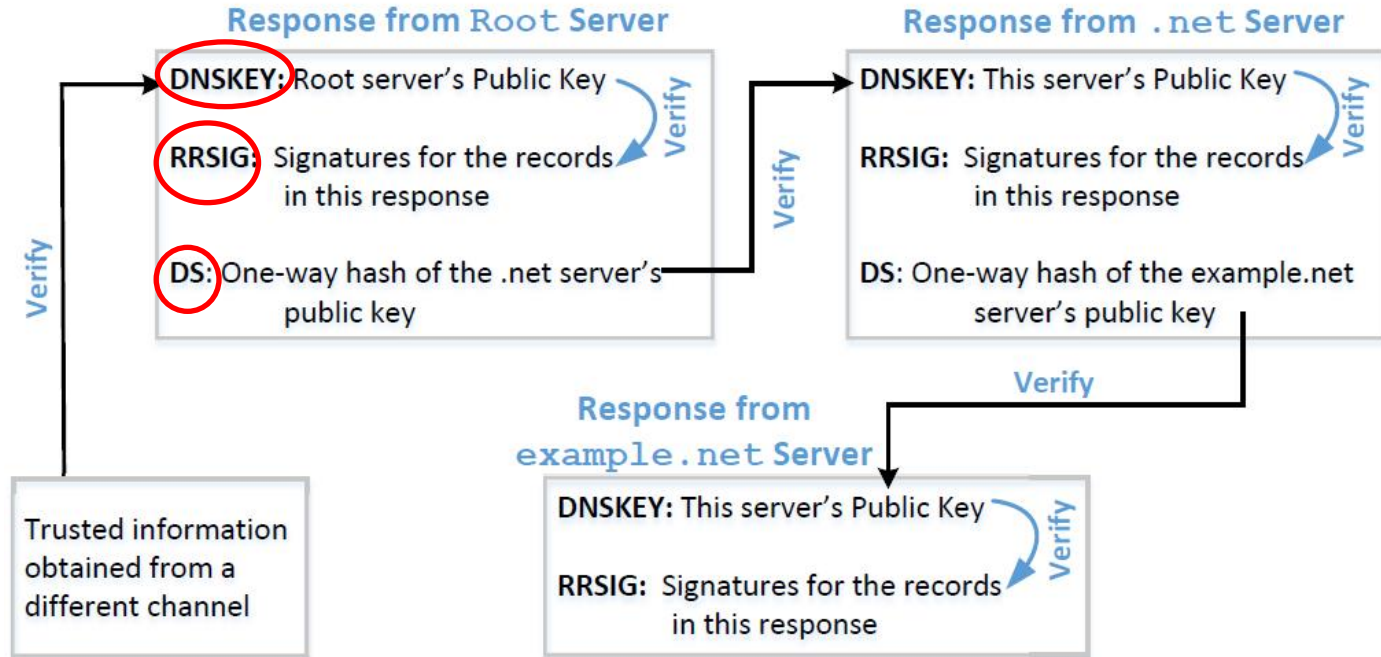 Response from Root Server
DNSKEY: Root server's Public Key
Verify
RRSIG: Signatures for the records
in this response
DS: One-way hash of the .net server's
public key
Verify
Verify
Response from .net Server
DNSKEY: This server's Public Key
Verify
RRSIG: Signatures for the records
in this response
DS: One-way hash of the example.net
server's public key
Verify
Response from
example.net Server
DNSKEY: This server's Public Key
Verify
RRSIG: Signatures for the records
in this response
Trusted information
obtained from a
different channel